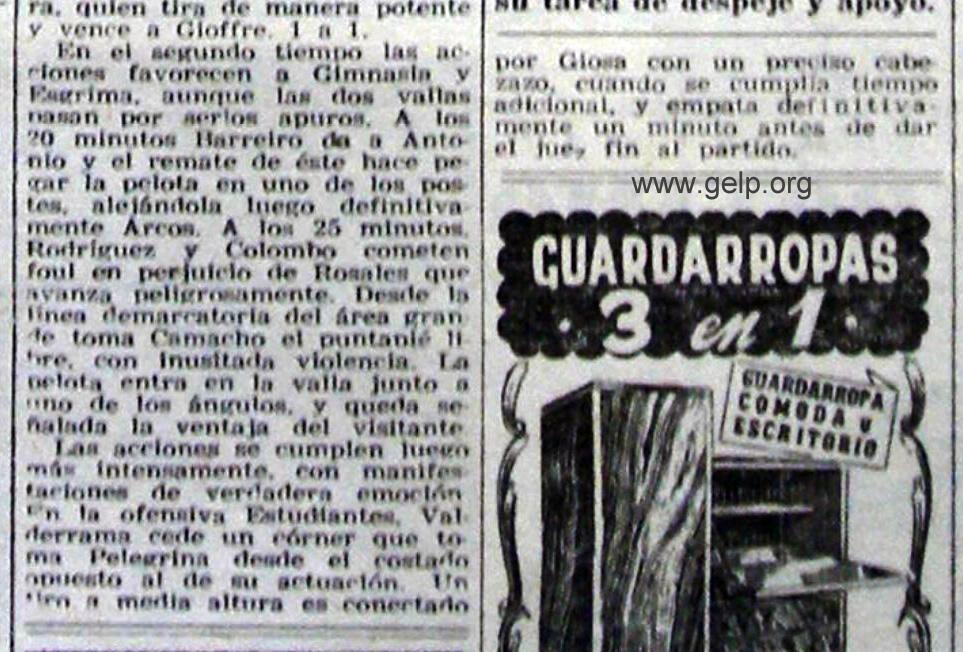 ra, quien tira de manera potente
y vence a Gioffre. 1 a 1.
En el segundo tiempo las ac-
ciones favorecen a Gimnasia y
Esgrima, aunque las dos vallas
pasan por serios apuros. A los
20 minutos Barreiro da a Anto-
nio y el remate de éste hace pe-
gar la pelota en uno de los pos-
tes, alejándola luego definitiva-
mente Arcos. A los 25 minutos,
Rodríguez y Colombo cometen
foul en perjuicio de Rosales que
avanza peligrosamente. Desde la
línea demarcatoria del área gran-
de toma Camacho el puntapié li-
bre, con inusitada violencia. La
pelota entra en la valla junto a
uno de los ángulos, y queda se-
ñalada la ventaja del visitante
Las acciones se cumplen luego
más intensamente, con manifes-
taciones de verdadera emoción
En la ofensiva Estudiantes, Val-
derrama cede un córner que to-
ma Pelegrina desde el costado
opuesto al de su actuación. Un
tiro a media altura es conectado
su tarea de despeje y apoyo.
por Giosa con un preciso cabe-
zazo, cuando se cumplía tiempo
adicional, y empata definitiva-
mente un minuto antes de dar
el juez fin al partido.
www.gelp.org
GUARDARROPAS
3 en 1
GUARDARROPA
COMODA Y
ESCRITORIO